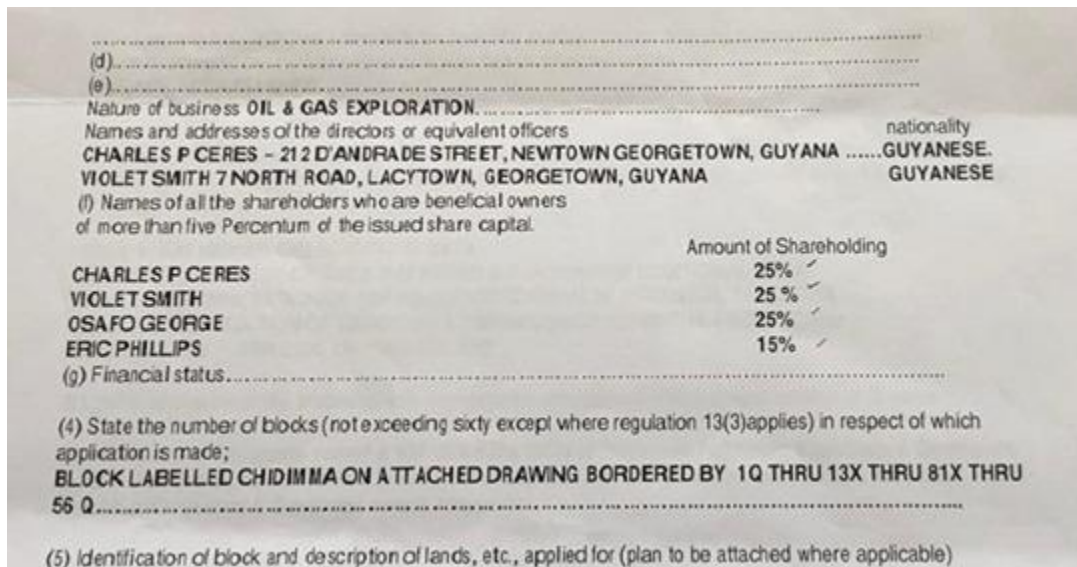 ........................................................................
(d)........................................................................
(e)........................................................................
Nature of business OIL & GAS EXPLORATION........................................
Names and addresses of the directors or equivalent officers nationality
CHARLES P CERES – 212 D'ANDRADE STREET, NEWTOWN GEORGETOWN, GUYANA ......GUYANESE.
VIOLET SMITH 7 NORTH ROAD, LACYTOWN, GEORGETOWN, GUYANA GUYANESE
(f) Names of all the shareholders who are beneficial owners
of more than five Percentum of the issued share capital.
Amount of Shareholding
CHARLES P CERES 25%
VIOLET SMITH 25 %
OSAFO GEORGE 25%
ERIC PHILLIPS 15%
(g) Financial status........................................................................
(4) State the number of blocks (not exceeding sixty except where regulation 13(3)applies) in respect of which
application is made;
BLOCK LABELLED CHIDIMMA ON ATTACHED DRAWING BORDERED BY 1Q THRU 13X THRU 81X THRU
56 Q........................................................................
(5) Identification of block and description of lands, etc., applied for (plan to be attached where applicable)